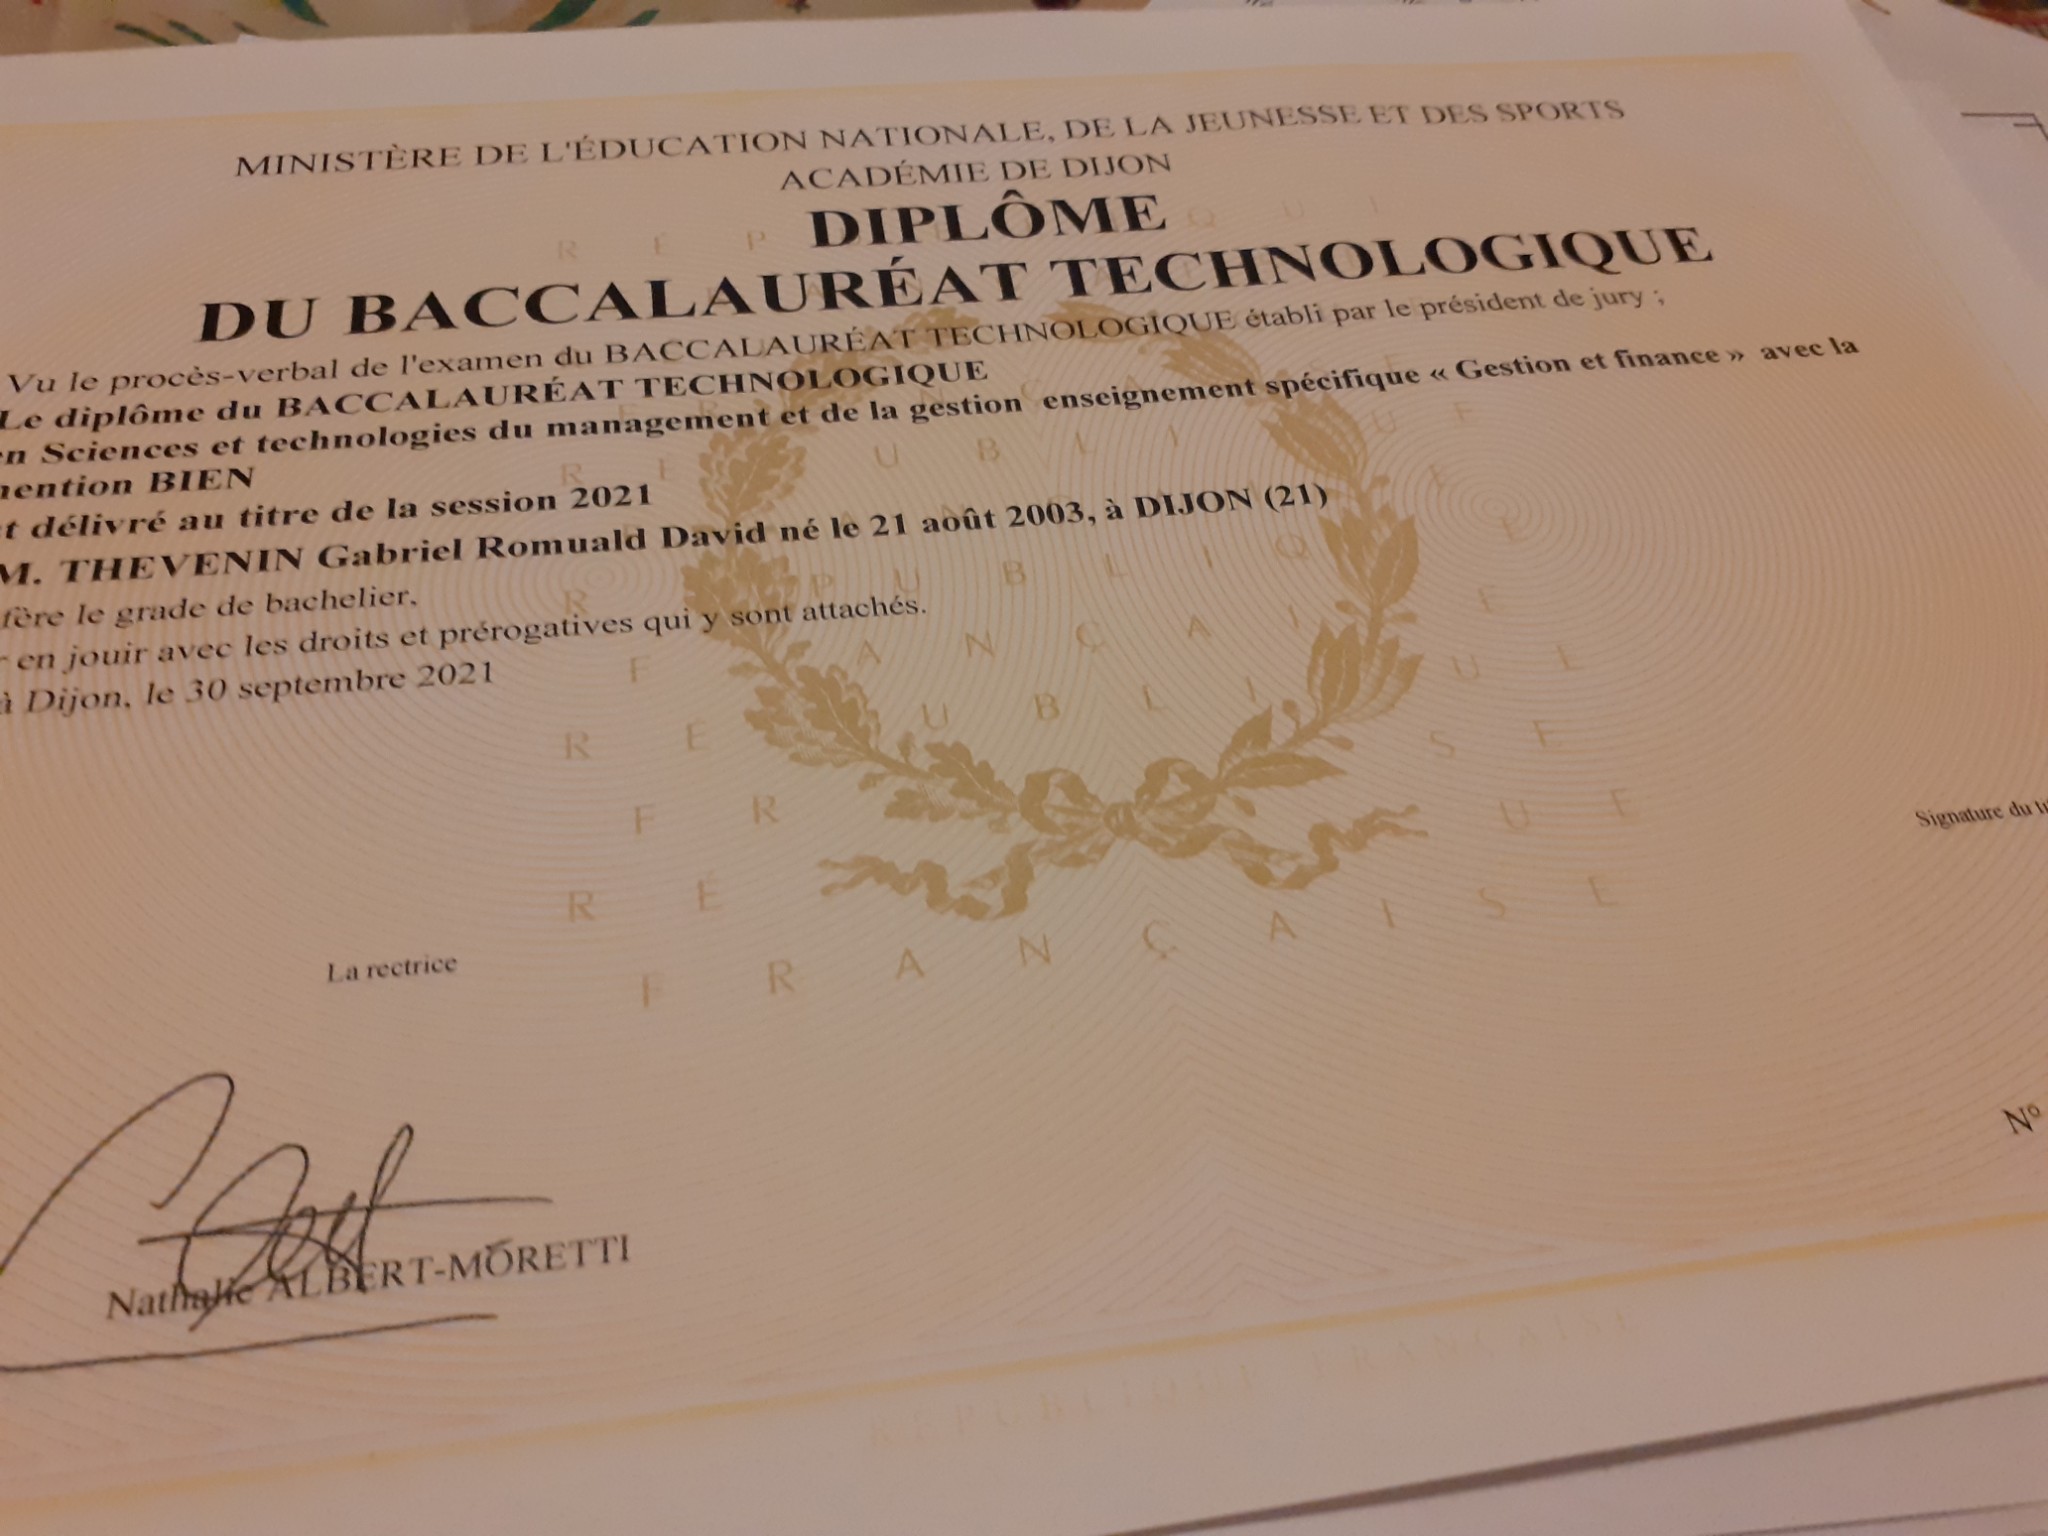 MINISTÈRE DE L'ÉDUCATION NATIONALE, DE LA JEUNESSE ET DES SPORTS
ACADÉMIE DE DIJON
DIPLÔME
DU BACCALAURÉAT TECHNOLOGIQUE
Vu le procès-verbal de l'examen du BACCALAURÉAT TECHNOLOGIQUE établi par le président de jury ;
Le diplôme du BACCALAURÉAT TECHNOLOGIQUE
en Sciences et technologies du management et de la gestion enseignement spécifique « Gestion et finance » avec la
mention BIEN
t délivré au titre de la session 2021
M. THEVENIN Gabriel Romuald David né le 21 août 2003, à DIJON (21)
fère le grade de bachelier,
r en jouir avec les droits et prérogatives qui y sont attachés.
à Dijon, le 30 septembre 2021
Signature du
La rectrice
N°
Nathalie ALBERT-MORETTI
RÉPUBLIQUE FRANÇAISE